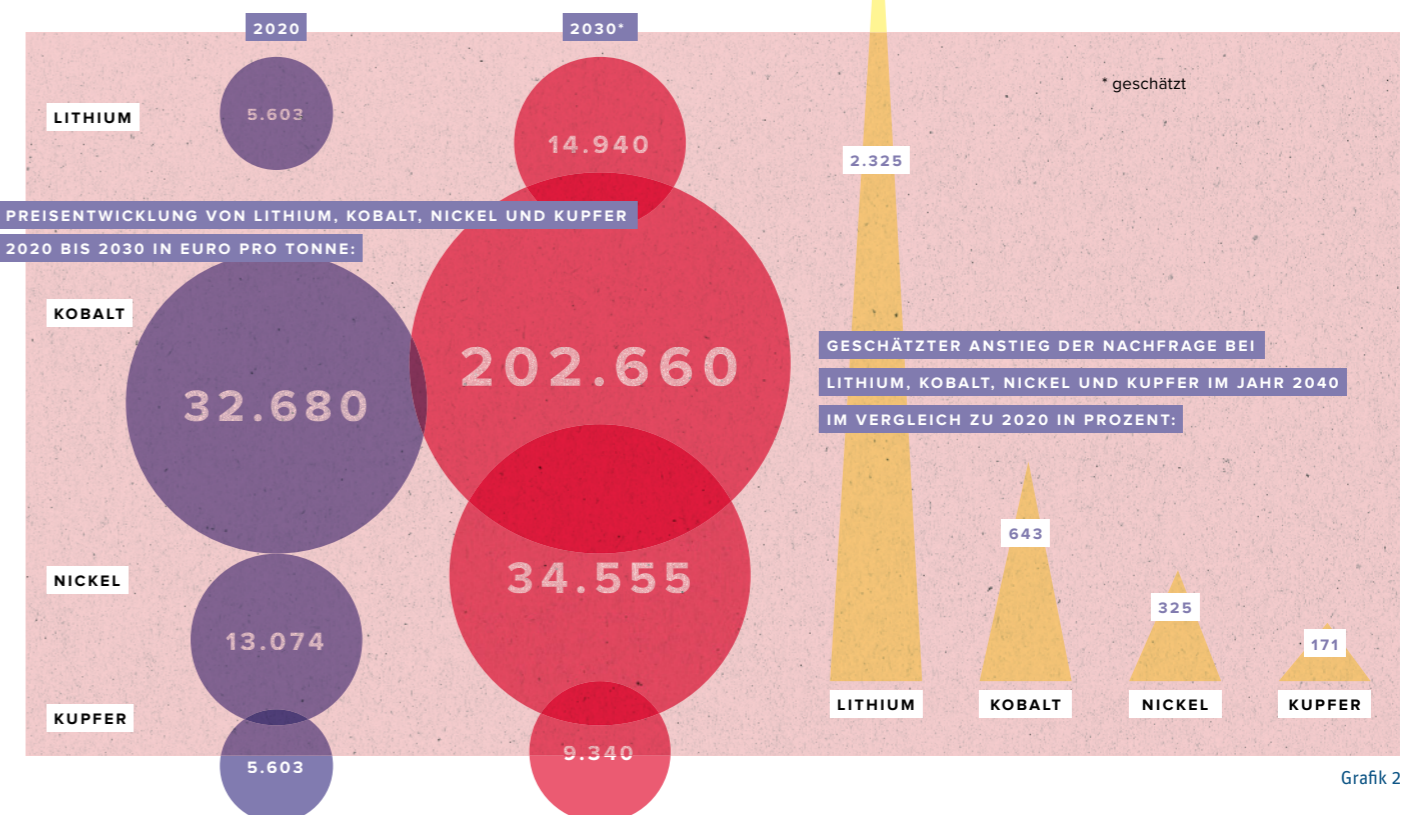 2020
2030*
* geschätzt
LITHIUM
5.603
14.940
PREISENTWICKLUNG VON LITHIUM, KOBALT, NICKEL UND KUPFER
2020 BIS 2030 IN EURO PRO TONNE:
KOBALT
32.680
202.660
NICKEL
13.074
34.555
KUPFER
5.603
9.340
2.325
GESCHÄTZTER ANSTIEG DER NACHFRAGE BEI
LITHIUM, KOBALT, NICKEL UND KUPFER IM JAHR 2040
IM VERGLEICH ZU 2020 IN PROZENT:
643
325
171
LITHIUM
KOBALT
NICKEL
KUPFER
Grafik 2